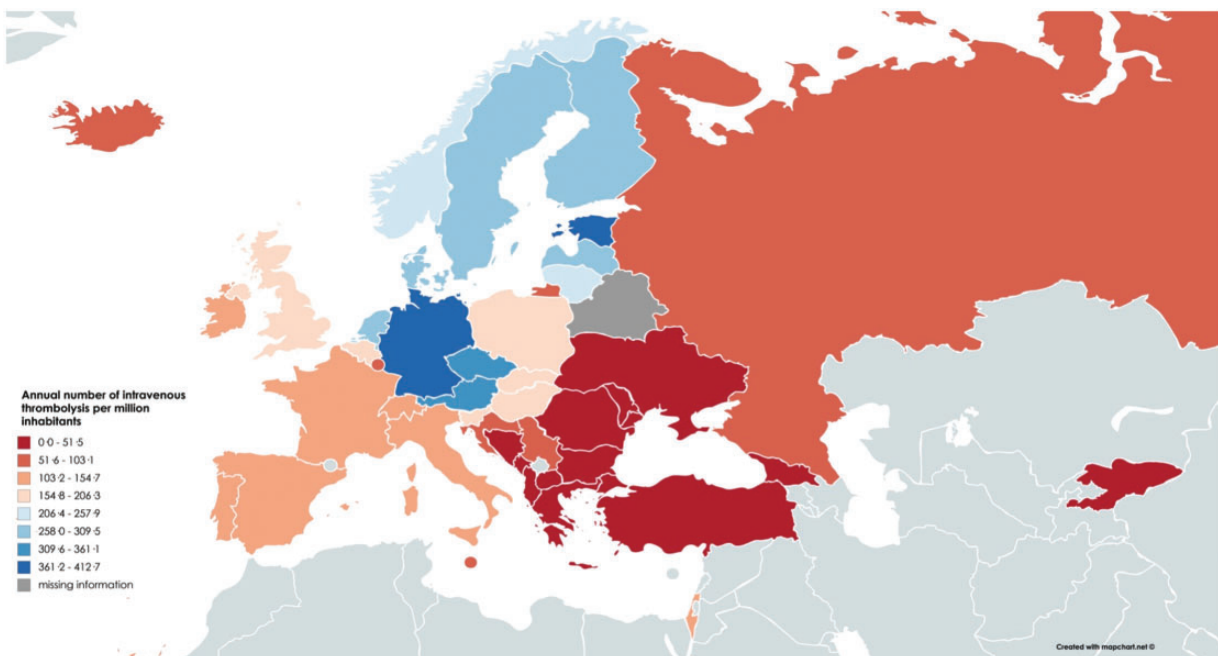 Annual number of intravenous
thrombolysis per million
inhabitants
0·0 - 51·5
51·6 - 103·1
103·2 - 154·7
154·8 - 206·3
206·4 - 257·9
258·0 - 309·5
309·6 - 361·1
361·2 - 412·7
missing information
Created with mapchart.net ©